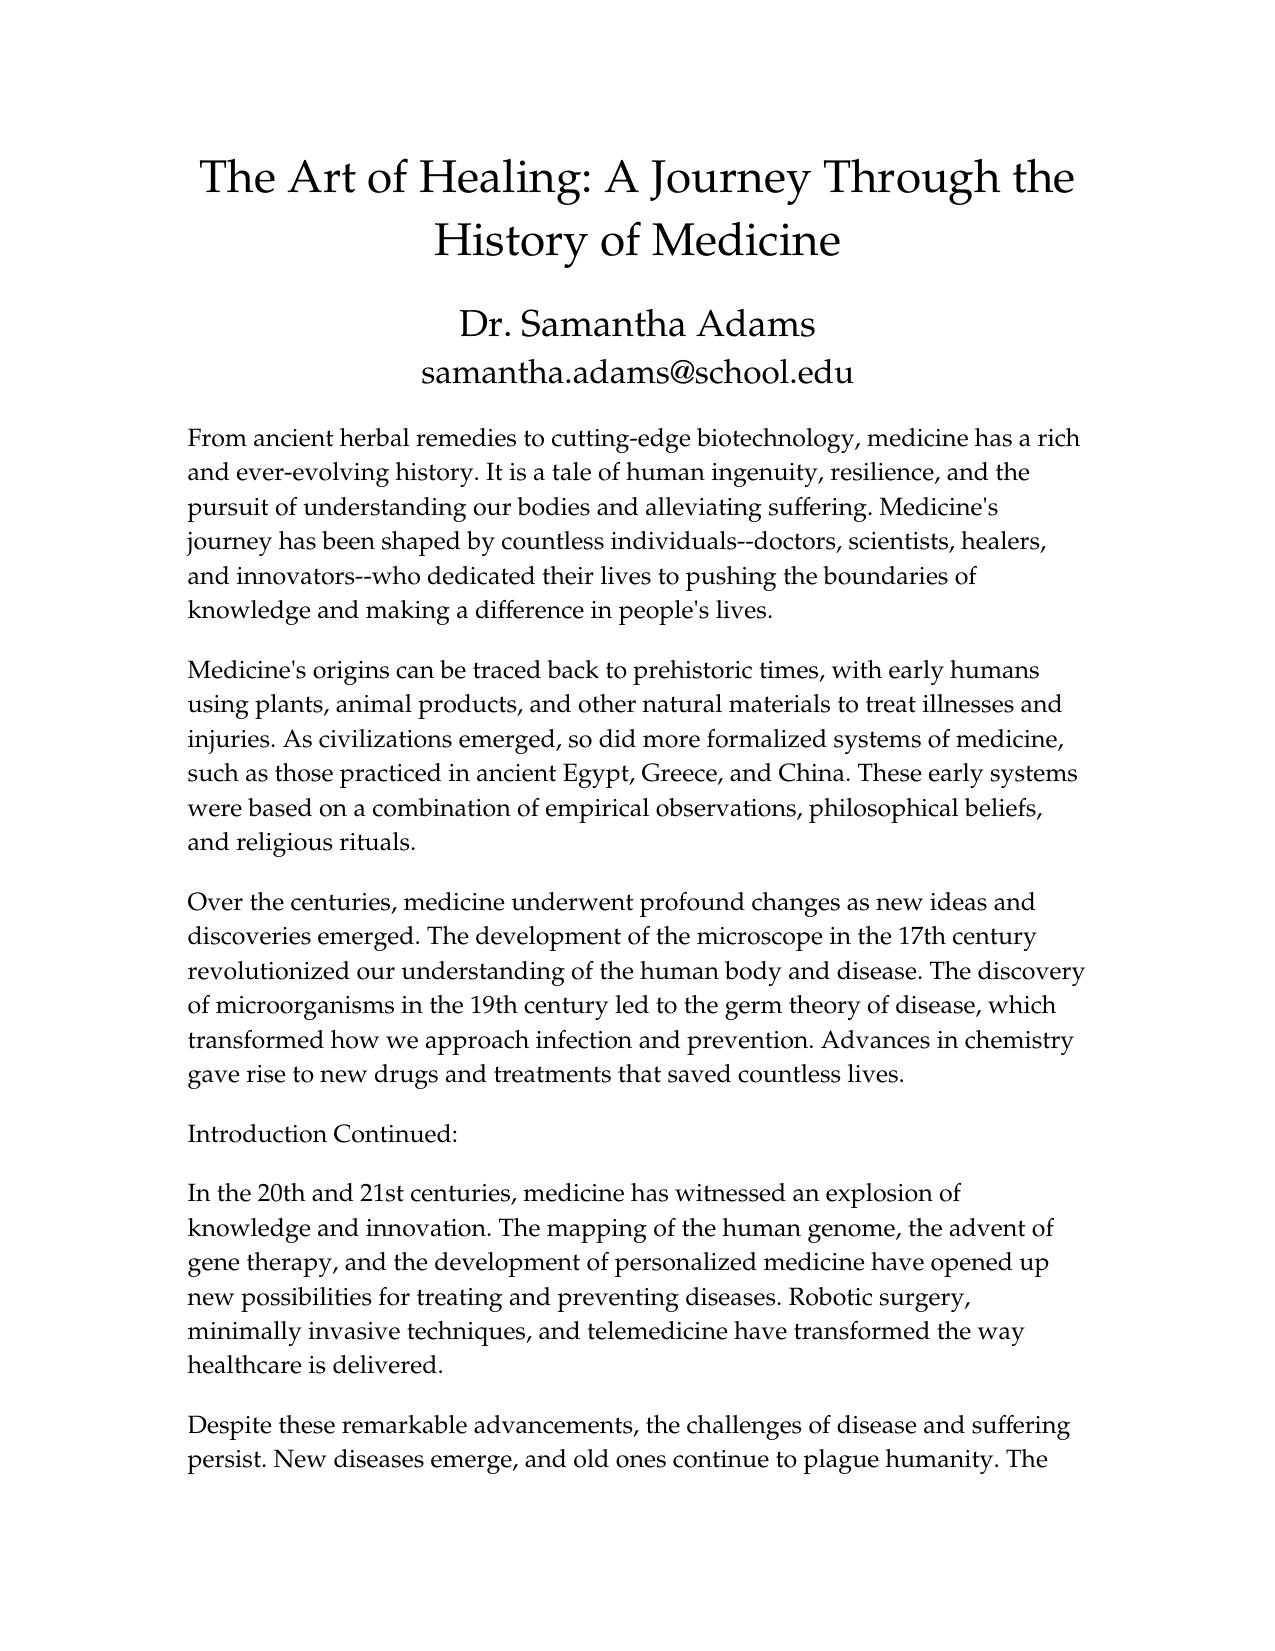 The Art of Healing: A Journey Through the
History of Medicine
Dr. Samantha Adams
samantha.adams@school.edu
From ancient herbal remedies to cutting-edge biotechnology, medicine has a rich
and ever-evolving history. It is a tale of human ingenuity, resilience, and the
pursuit of understanding our bodies and alleviating suffering. Medicine's
journey has been shaped by countless individuals--doctors, scientists, healers,
and innovators--who dedicated their lives to pushing the boundaries of
knowledge and making a difference in people's lives.
Medicine's origins can be traced back to prehistoric times, with early humans
using plants, animal products, and other natural materials to treat illnesses and
injuries. As civilizations emerged, so did more formalized systems of medicine,
such as those practiced in ancient Egypt, Greece, and China. These early systems
were based on a combination of empirical observations, philosophical beliefs,
and religious rituals.
Over the centuries, medicine underwent profound changes as new ideas and
discoveries emerged. The development of the microscope in the 17th century
revolutionized our understanding of the human body and disease. The discovery
of microorganisms in the 19th century led to the germ theory of disease, which
transformed how we approach infection and prevention. Advances in chemistry
gave rise to new drugs and treatments that saved countless lives.
Introduction Continued:
In the 20th and 21st centuries, medicine has witnessed an explosion of
knowledge and innovation. The mapping of the human genome, the advent of
gene therapy, and the development of personalized medicine have opened up
new possibilities for treating and preventing diseases. Robotic surgery,
minimally invasive techniques, and telemedicine have transformed the way
healthcare is delivered.
Despite these remarkable advancements, the challenges of disease and suffering
persist. New diseases emerge, and old ones continue to plague humanity. The